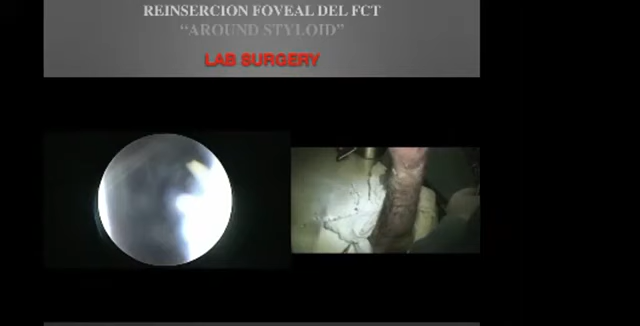 REINSERCION FOVEAL DEL FCT
“AROUND STYLOID”
LAB SURGERY